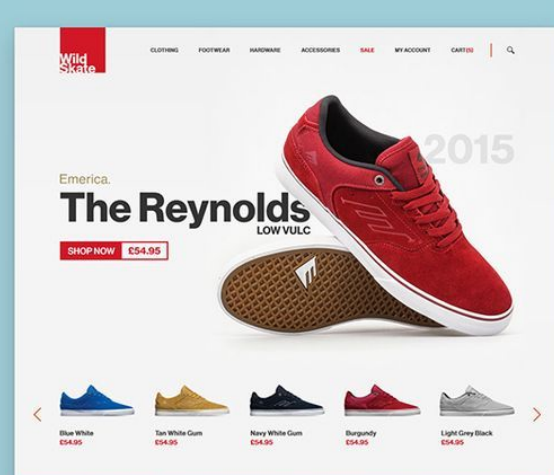 Wild
Skate
CLOTHING FOOTWEAR HARDWARE ACCESSORIES SALE MY ACCOUNT CART(5)
2015
Emerica.
The Reynolds
LOW VULC
SHOP NOW £54.95
Blue White Tan White Gum Navy White Gum Burgundy Light Grey Black
£54.95 £54.95 £54.95 £54.95 £54.95